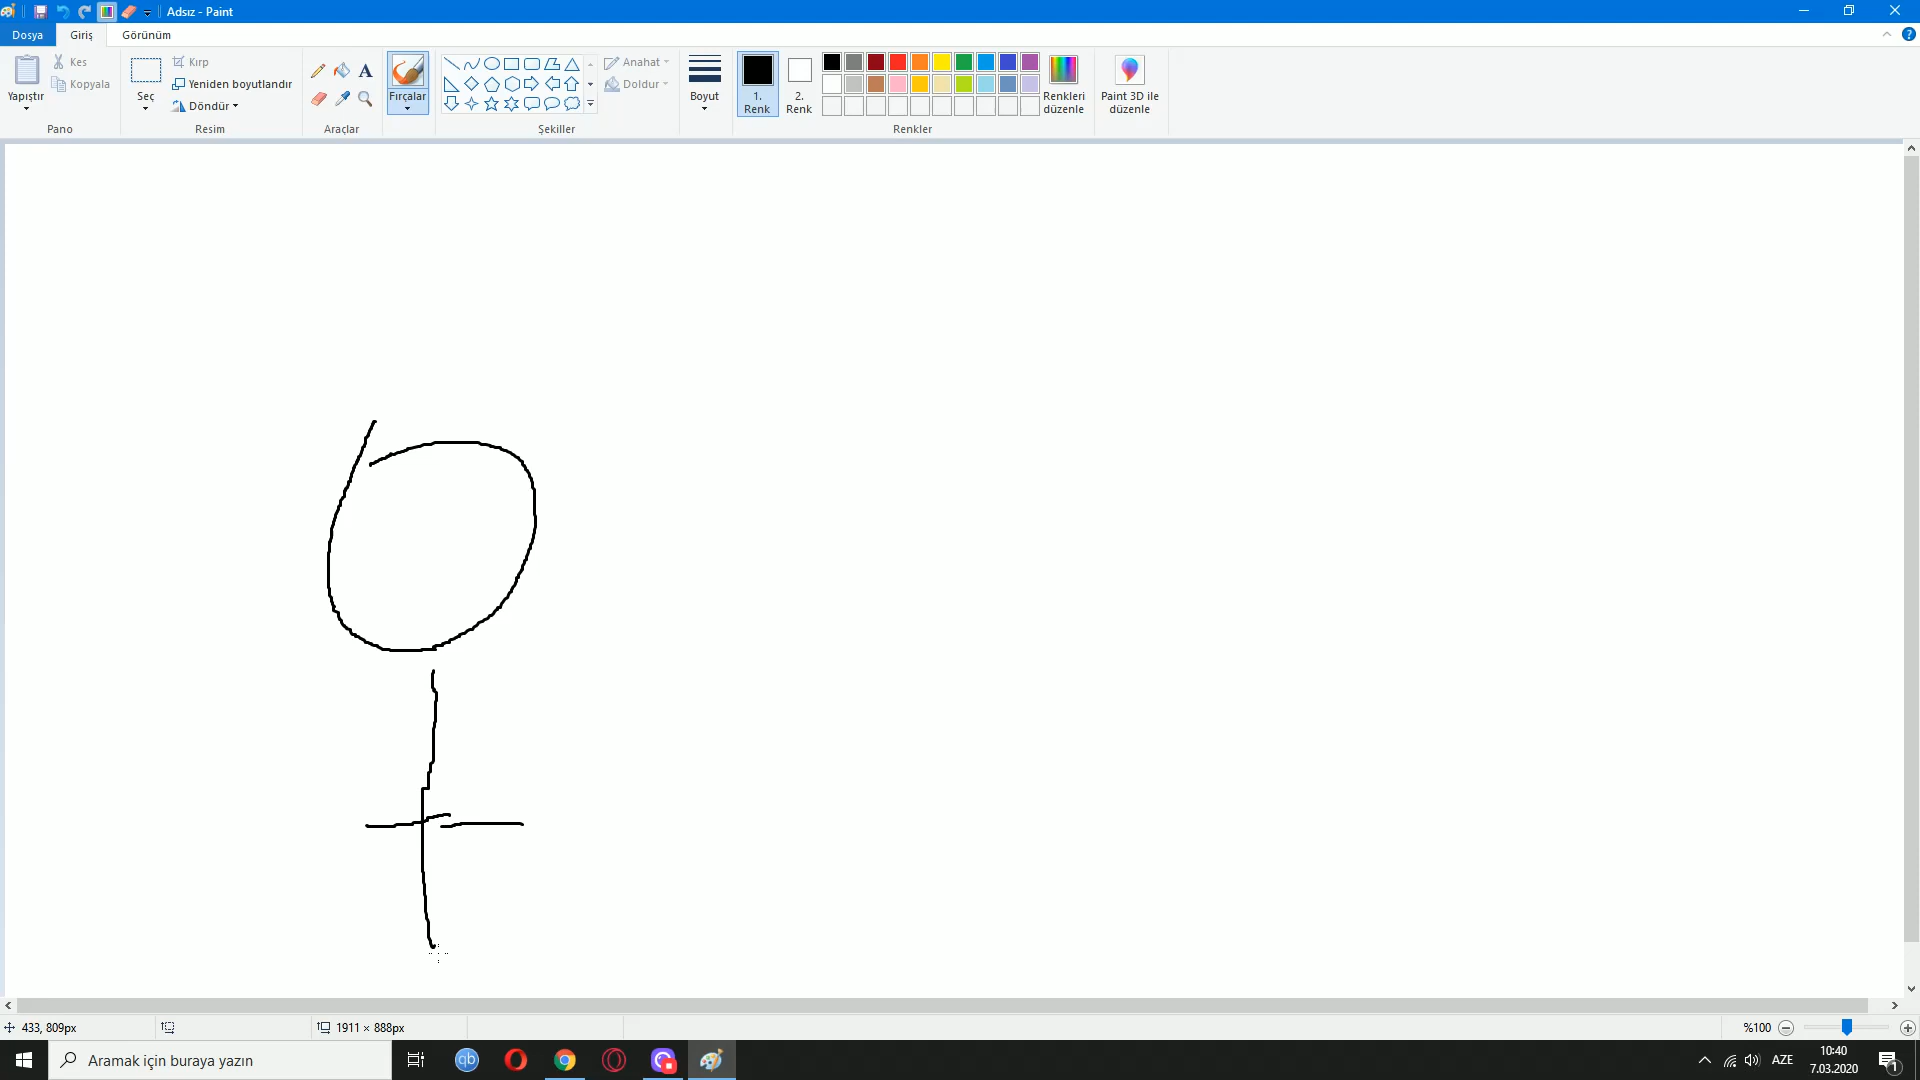 Adsız - Paint
Dosya Giriş Görünüm
Yapıştır
Kes
Kopyala
Pano
Seç
Kırp
Yeniden boyutlandır
Döndür
Resim
A
Araçlar
Fırçalar
Şekiller
Anahat
Doldur
Boyut
1. Renk
2. Renk
Renkleri düzenle
Renkler
Paint 3D ile düzenle
433, 809px
1911 × 888px
%100
Aramak için buraya yazın
qb
AZE
10:40
7.03.2020
1